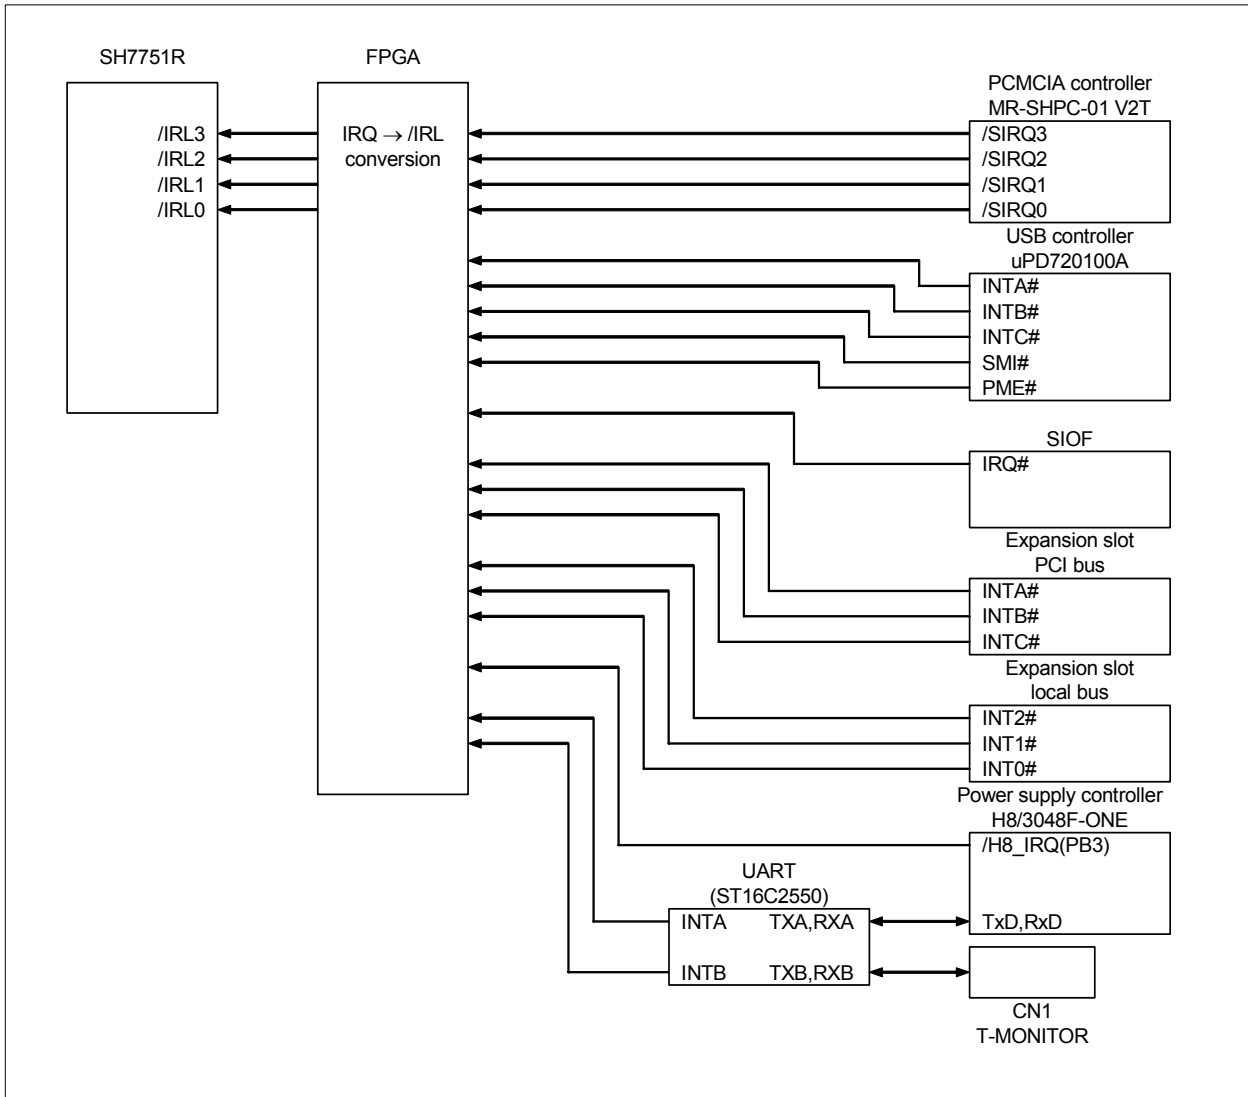 SH7751R
/IRL3
/IRL2
/IRL1
/IRL0
FPGA
IRQ → /IRL
conversion
PCMCIA controller
MR-SHPC-01 V2T
/SIRQ3
/SIRQ2
/SIRQ1
/SIRQ0
USB controller
uPD720100A
INTA#
INTB#
INTC#
SMI#
PME#
SIOF
IRQ#
Expansion slot
PCI bus
INTA#
INTB#
INTC#
Expansion slot
local bus
INT2#
INT1#
INT0#
Power supply controller
H8/3048F-ONE
/H8_IRQ(PB3)
TxD,RxD
UART
(ST16C2550)
INTA TXA,RXA
INTB TXB,RXB
CN1
T-MONITOR